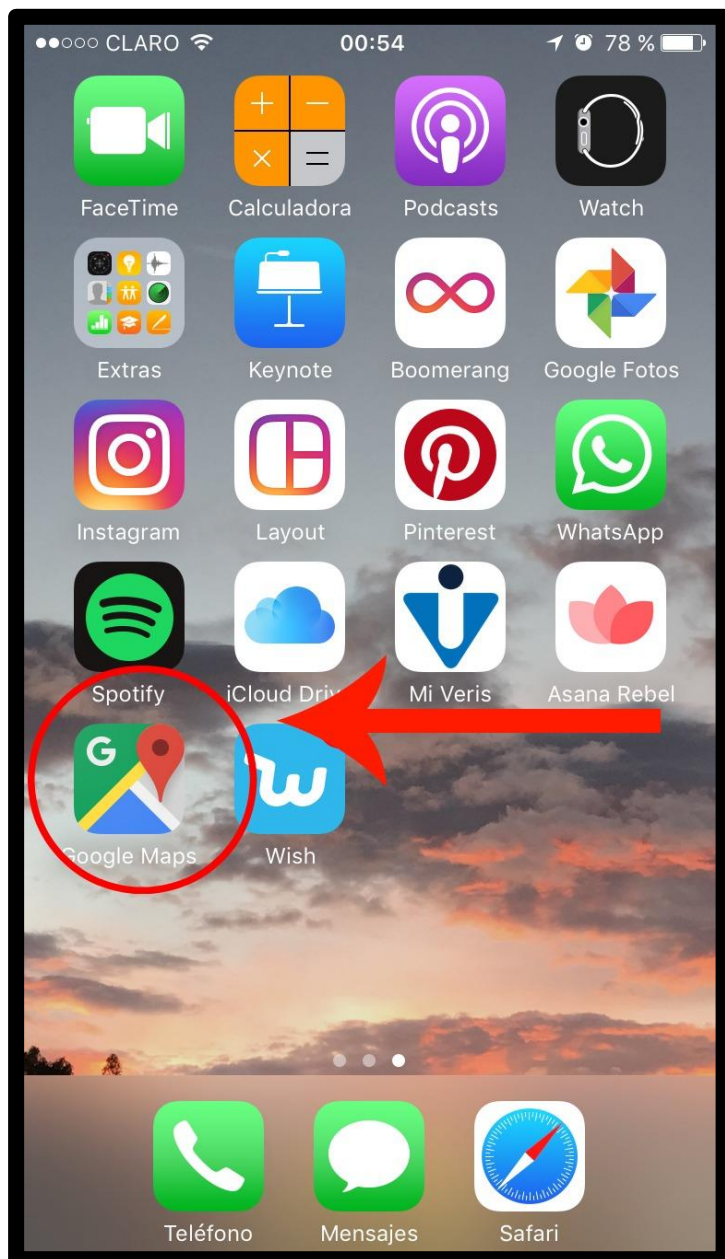 CLARO 00:54 78 %
FaceTime Calculadora Podcasts Watch
Extras Keynote Boomerang Google Fotos
Instagram Layout Pinterest WhatsApp
Spotify iCloud Driv Mi Veris Asana Rebel
G
Google Maps Wish
Teléfono Mensajes Safari